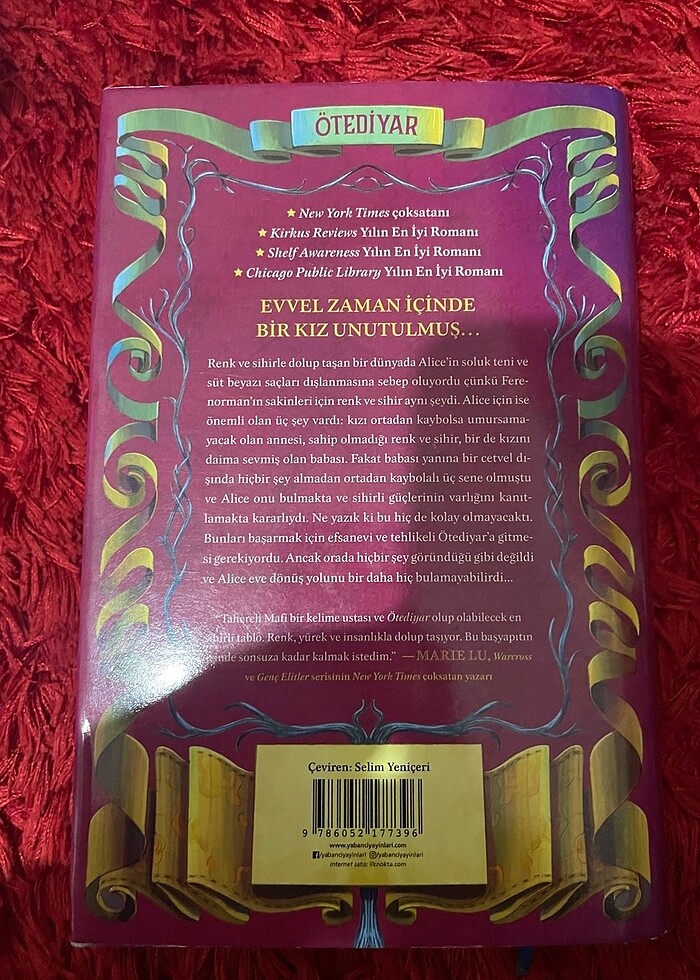 ÖTEDİYAR
New York Times çoksatanı
Kirkus Reviews Yılın En İyi Romanı
Shelf Awareness Yılın En İyi Romanı
Chicago Public Library Yılın En İyi Romanı
EVVEL ZAMAN İÇİNDE
BİR KIZ UNUTULMUŞ...
Renk ve sihirle dolup taşan bir dünyada Alice'in soluk teni ve
süt beyazı saçları dışlanmasına sebep oluyordu çünkü Fere-
norman'ın sakinleri için renk ve sihir aynı şeydi. Alice için ise
önemli olan üç şey vardı: kızı ortadan kaybolsa umursama-
yacak olan annesi, sahip olmadığı renk ve sihir, bir de kızını
daima sevmiş olan babası. Fakat babası yanına bir cetvel dı-
şında hiçbir şey almadan ortadan kaybolalı üç sene olmuştu
ve Alice onu bulmakta ve sihirli güçlerinin varlığını kanıt-
lamakta kararlıydı. Ne yazık ki bu hiç de kolay olmayacaktı.
Bunları başarmak için efsanevi ve tehlikeli Ötediyar'a gitme-
si gerekiyordu. Ancak orada hiçbir şey göründüğü gibi değildi
ve Alice eve dönüş yolunu bir daha hiç bulamayabilirdi...
"Tahereh Mafi bir kelime ustası ve Ötediyar olup olabilecek en
sihirli tablo. Renk, yürek ve insanlıkla dolup taşıyor. Bu başyapıtın
içinde sonsuza kadar kalmak istedim." —MARIE LU, Warcross
ve Genç Elitler serisinin New York Times çoksatan yazarı
Çeviren: Selim Yeniçeri
9 786052 177396
www.yabanciyayinlari.com
/yabanciyayinlari /yabanciyayinlari
internet satış: ilknokta.com